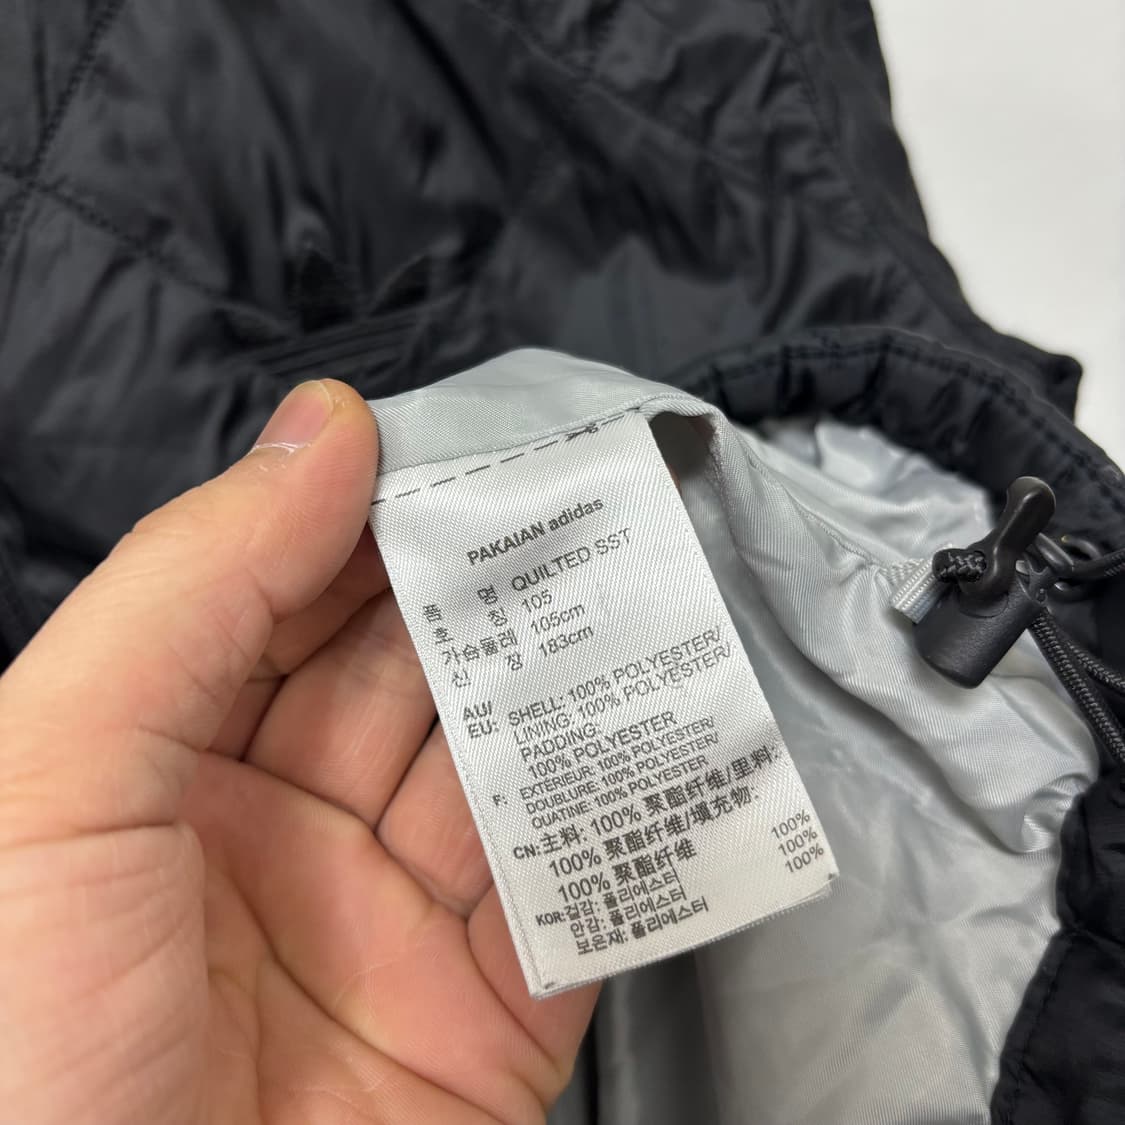 PAKAIAN adidas
품 명 QUILTED SST
호 칭 105
가슴둘레 105cm
신 장 183cm
AU/EU: SHELL: 100% POLYESTER/
LINING: 100% POLYESTER/
PADDING:
100% POLYESTER
F: EXTÉRIEUR: 100% POLYESTER/
DOUBLURE: 100% POLYESTER/
OUATINE: 100% POLYESTER
CN: 主料: 100% 聚酯纤维/里料:
100% 聚酯纤维/填充物:
100% 聚酯纤维
KOR: 겉감: 폴리에스터 100%
안감: 폴리에스터 100%
보온재: 폴리에스터 100%